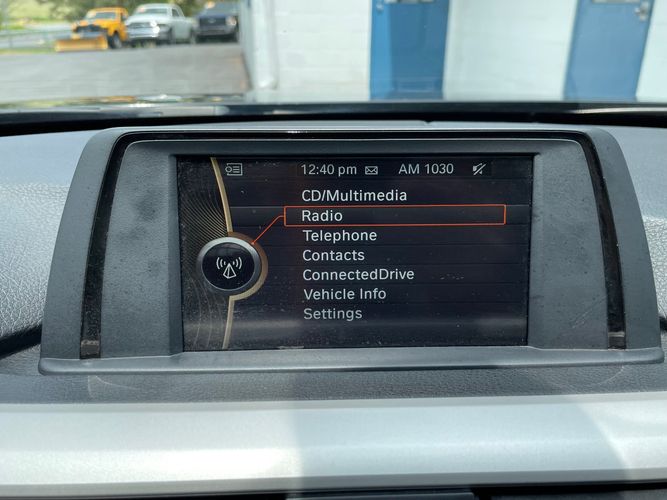 12:40 pm AM 1030
CD/Multimedia
Radio
Telephone
Contacts
ConnectedDrive
Vehicle Info
Settings